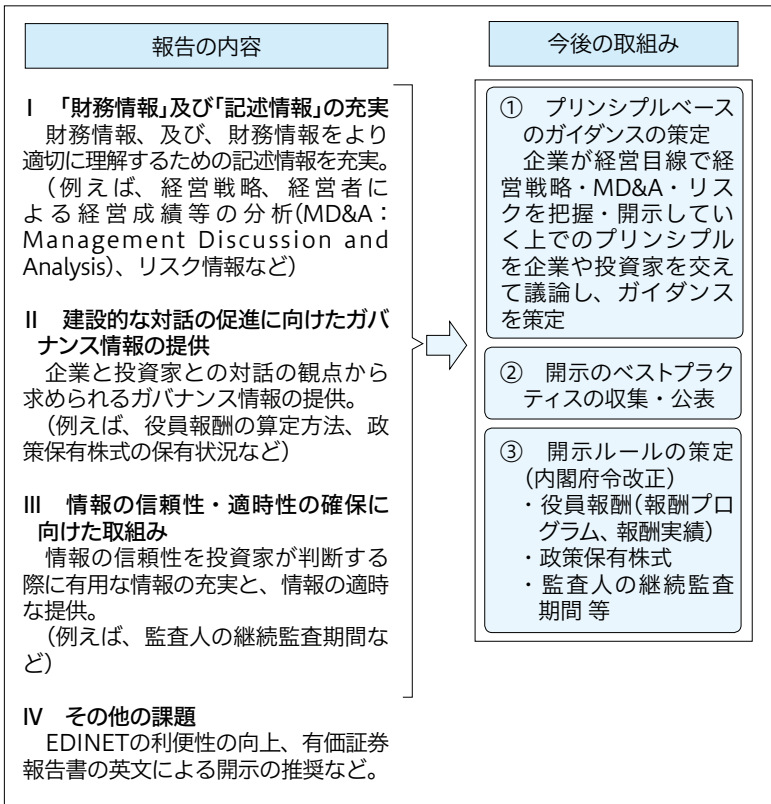 報告の内容
Ⅰ 「財務情報」及び「記述情報」の充実
財務情報、及び、財務情報をより
適切に理解するための記述情報を充実。
(例えば、経営戦略、経営者に
よる経営成績等の分析(MD&A：
Management Discussion and
Analysis)、リスク情報など)
Ⅱ 建設的な対話の促進に向けたガバ
ナンス情報の提供
企業と投資家との対話の観点から
求められるガバナンス情報の提供。
(例えば、役員報酬の算定方法、政
策保有株式の保有状況など)
Ⅲ 情報の信頼性・適時性の確保に
向けた取組み
情報の信頼性を投資家が判断する
際に有用な情報の充実と、情報の適時
な提供。
(例えば、監査人の継続監査期間な
ど)
Ⅳ その他の課題
EDINETの利便性の向上、有価証券
報告書の英文による開示の推奨など。
今後の取組み
① プリンシプルベース
のガイダンスの策定
企業が経営目線で経
営戦略・MD&A・リス
クを把握・開示してい
く上でのプリンシプル
を企業や投資家を交え
て議論し、ガイダンス
を策定
② 開示のベストプラク
ティスの収集・公表
③ 開示ルールの策定
(内閣府令改正)
・役員報酬(報酬プロ
グラム、報酬実績)
・政策保有株式
・監査人の継続監査
期間 等